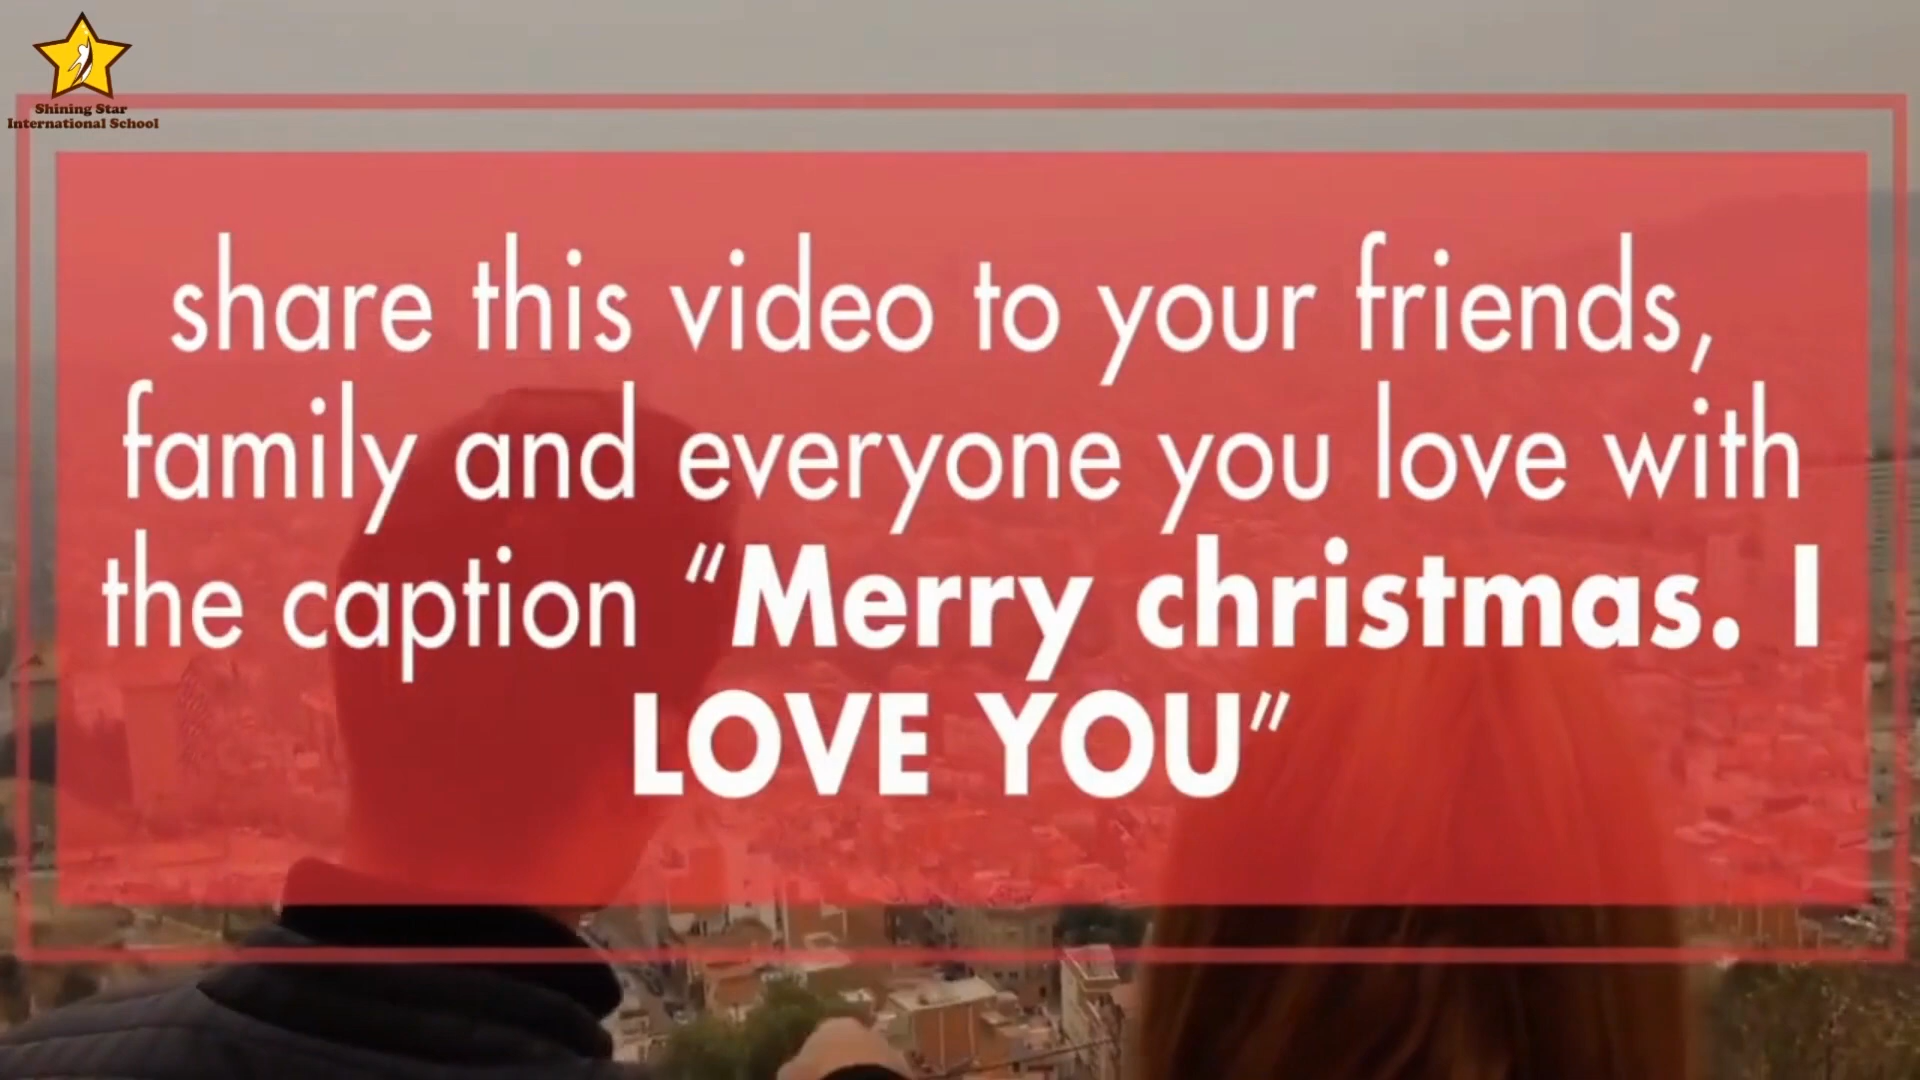 Shining Star
International School
share this video to your friends,
family and everyone you love with
the caption “Merry christmas. I
LOVE YOU”